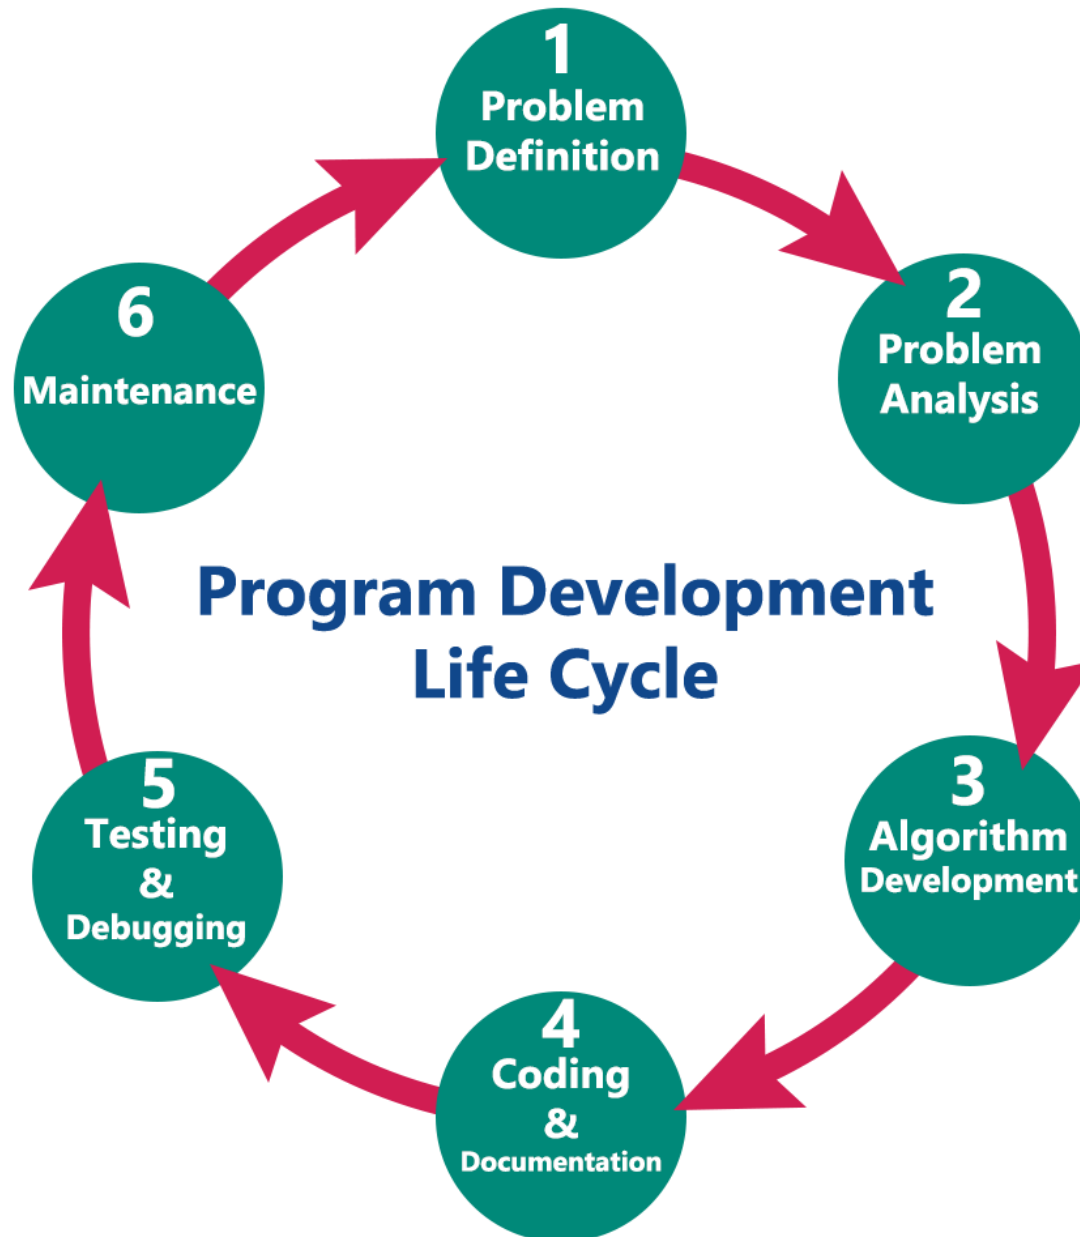 1
Problem
Definition
2
Problem
Analysis
3
Algorithm
Development
4
Coding
&
Documentation
5
Testing
&
Debugging
6
Maintenance
Program Development
Life Cycle